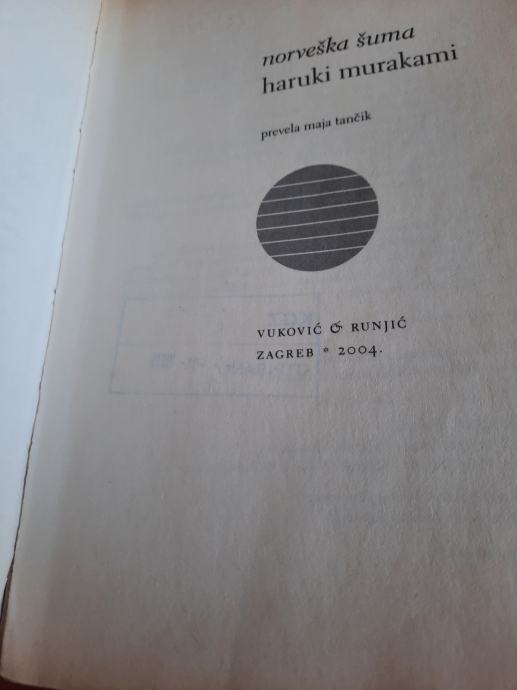 norveška šuma
haruki murakami
prevela maja tančik
VUKOVIĆ & RUNJIĆ
ZAGREB * 2004.